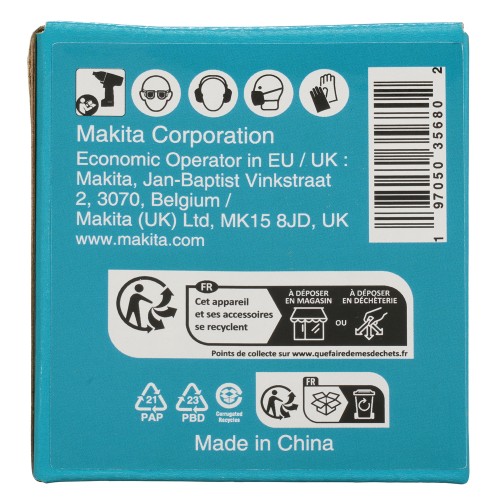 Makita Corporation
Economic Operator in EU / UK :
Makita, Jan-Baptist Vinkstraat
2, 3070, Belgium /
Makita (UK) Ltd, MK15 8JD, UK
www.makita.com
1 97050 35680 2
FR
Cet appareil
et ses accessoires
se recyclent
À DÉPOSER
EN MAGASIN
OU
À DÉPOSER
EN DÉCHÈTERIE
Points de collecte sur www.quefairedemesdechets.fr
21
PAP
23
PBD
Corrugated
Recycles
FR
Made in China